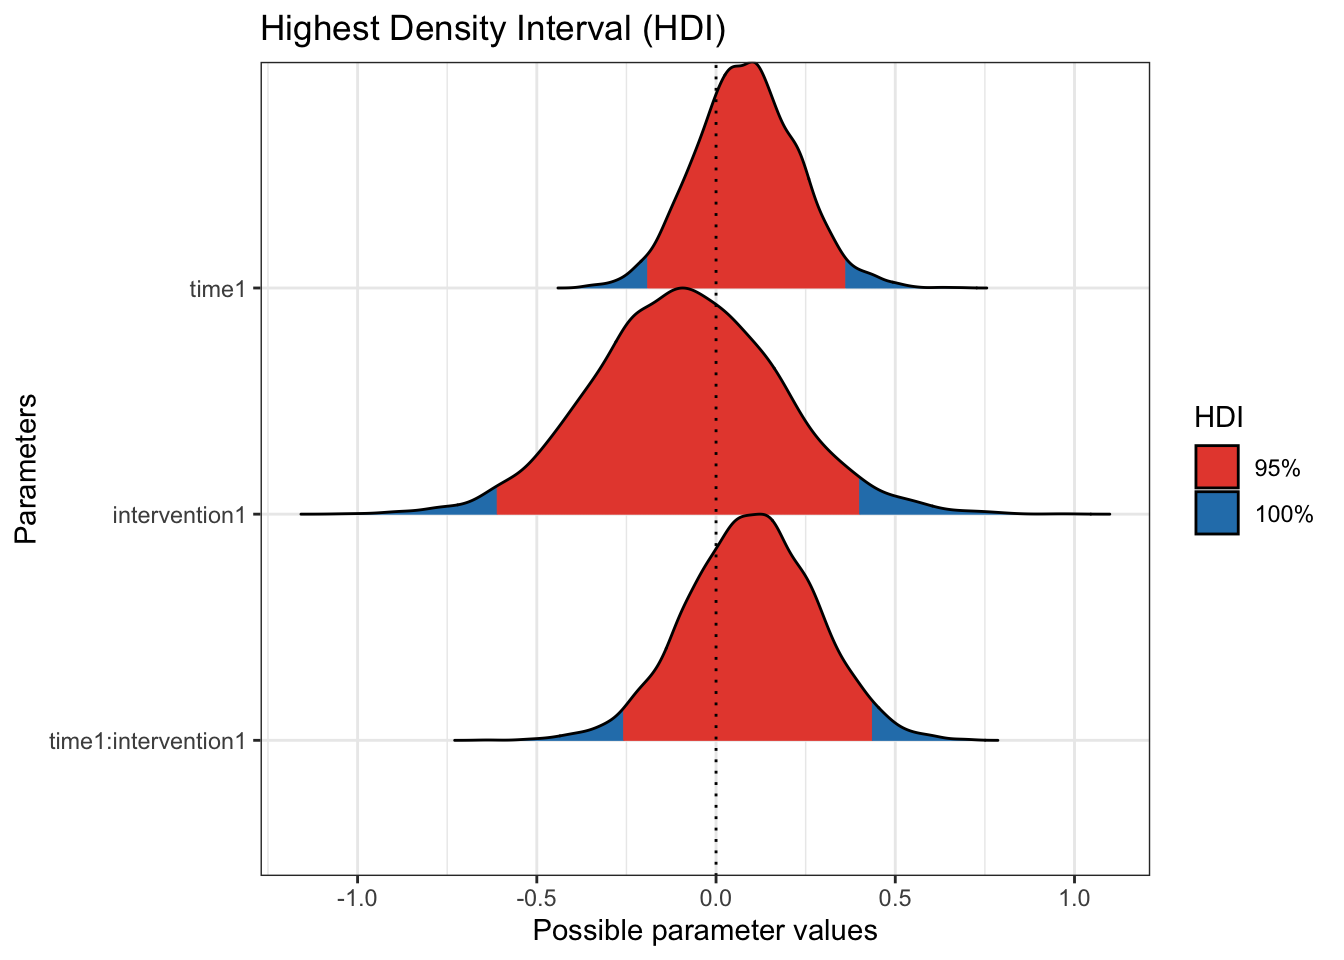 Highest Density Interval (HDI)
Parameters
time1
intervention1
time1:intervention1
-1.0 -0.5 0.0 0.5 1.0
Possible parameter values
HDI
95%
100%